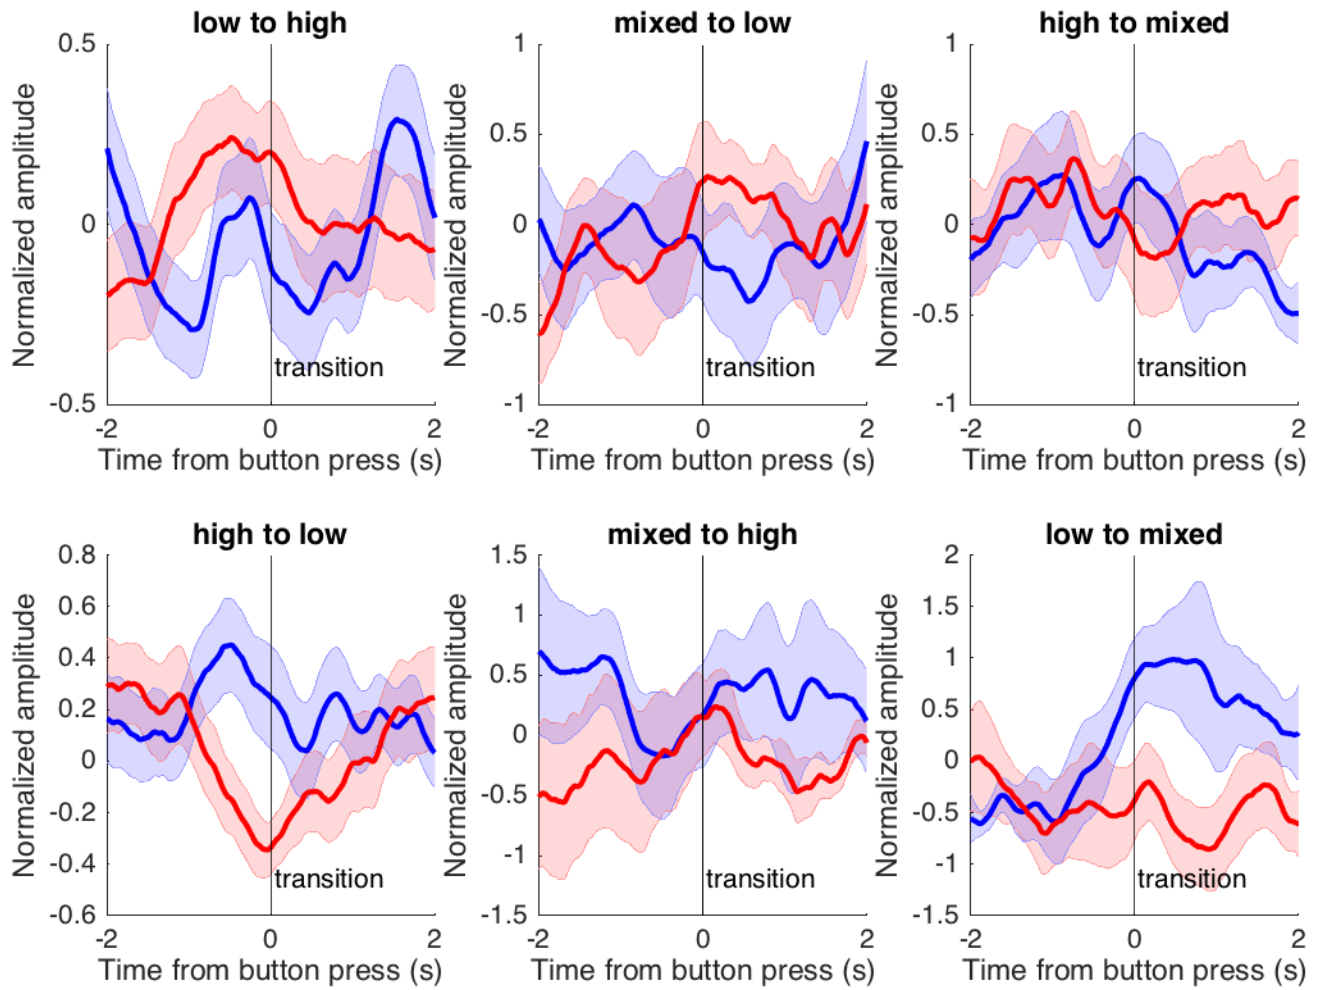 low to high
mixed to low
high to mixed
Normalized amplitude
0.5
0
-0.5
transition
-2
0
2
Time from button press (s)
Normalized amplitude
1
0.5
0
-0.5
-1
transition
-2
0
2
Time from button press (s)
Normalized amplitude
1
0.5
0
-0.5
-1
transition
-2
0
2
Time from button press (s)
high to low
mixed to high
low to mixed
Normalized amplitude
0.8
0.6
0.4
0.2
0
-0.2
-0.4
-0.6
transition
-2
0
2
Time from button press (s)
Normalized amplitude
1.5
1
0.5
0
-0.5
-1
-1.5
transition
-2
0
2
Time from button press (s)
Normalized amplitude
2
1.5
1
0.5
0
-0.5
-1
-1.5
transition
-2
0
2
Time from button press (s)